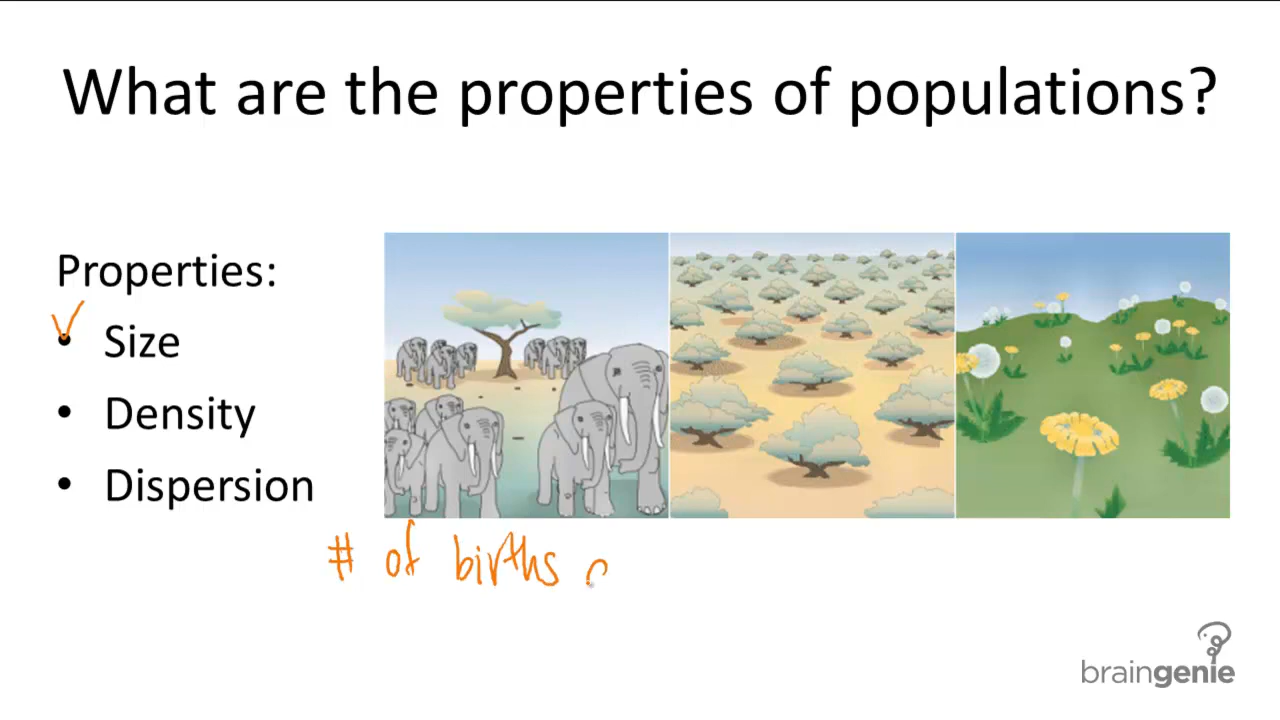 What are the properties of populations?
Properties:
• Size
• Density
• Dispersion
# of births
braingenie